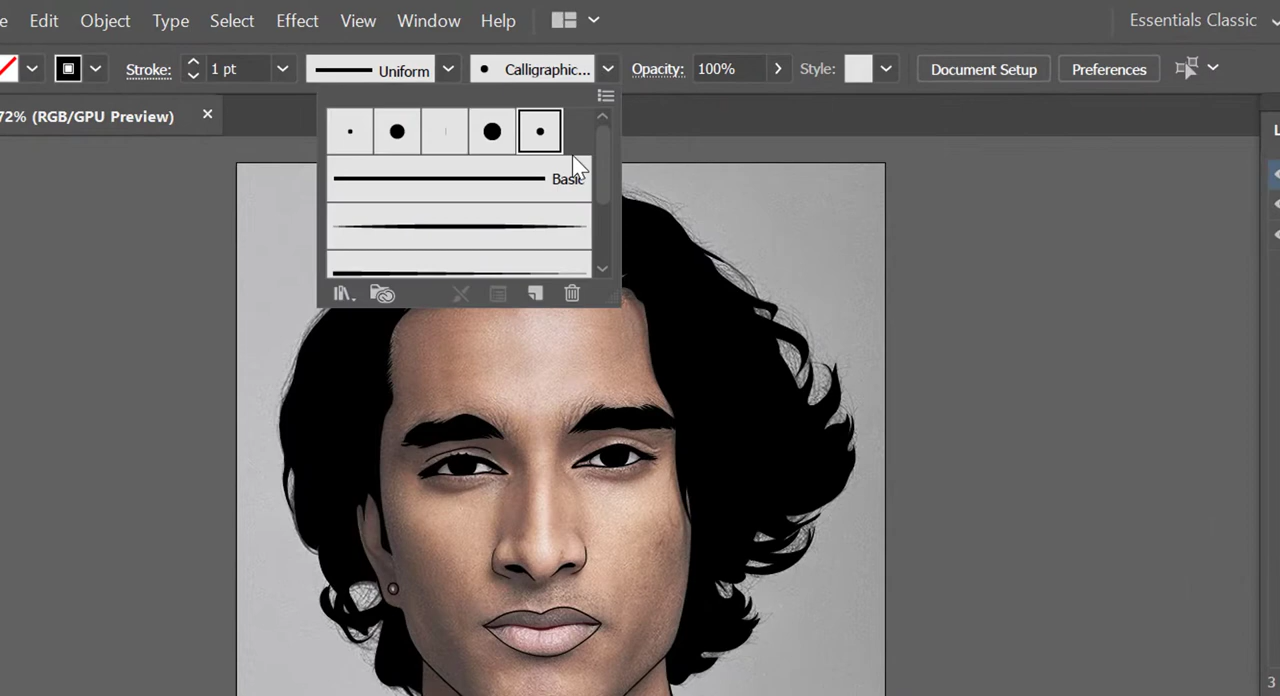 e Edit Object Type Select Effect View Window Help Essentials Classic
Stroke: 1 pt Uniform Calligraphic... Opacity: 100% Style: Document Setup Preferences
72% (RGB/GPU Preview) ×
Basic
3